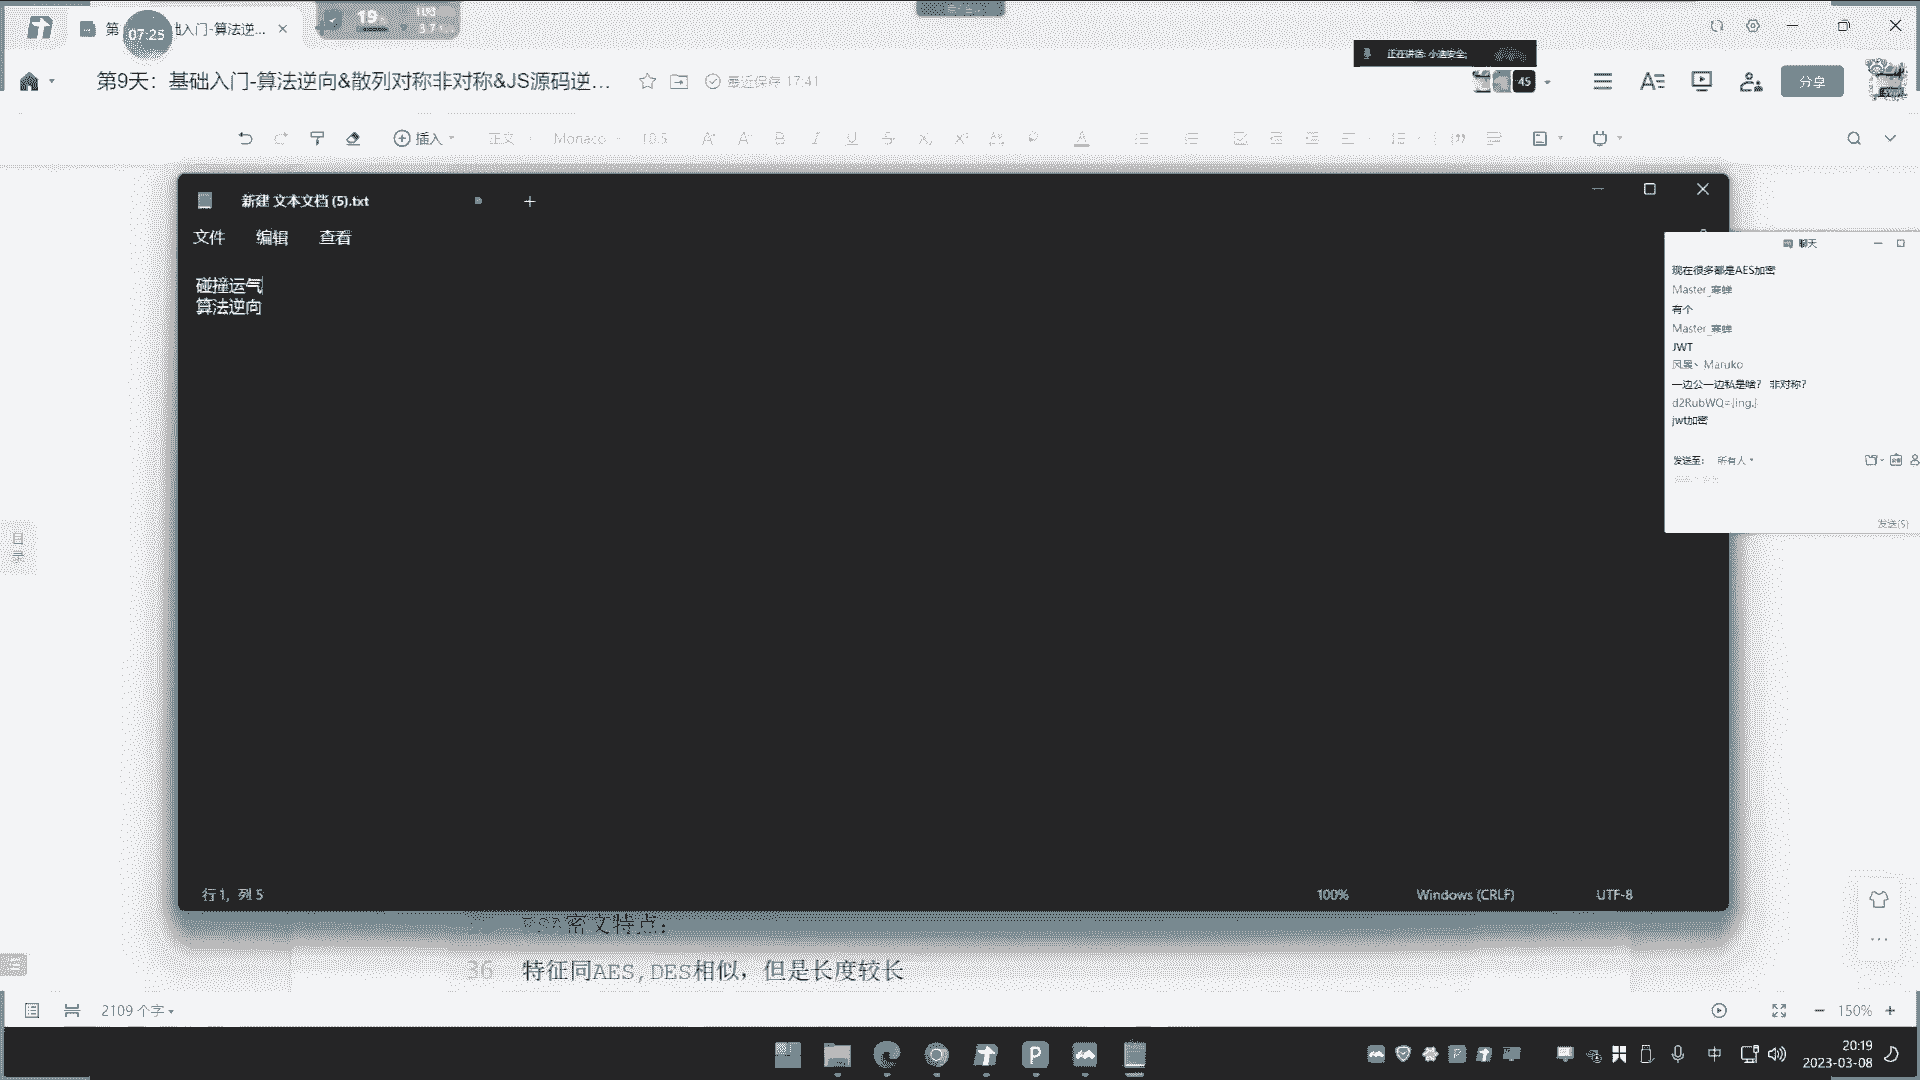 第
07:25
础入门-算法逆...
19
正在讲话: 小迪安全;
第9天：基础入门-算法逆向&散列对称非对称&JS源码逆...
最近保存 17:41
45
分享
插入
正文
Monaco
10.5
新建 文本文档 (5).txt
文件
编辑
查看
碰撞运气
算法逆向
聊天
现在很多都是AES加密
Master_寒蝉
有个
Master_寒蝉
JWT
风景、Maruko
一边公一边私是啥？ 非对称？
d2RubWQ=
jwt加密
发送至:
所有人
发送(S)
目
录
行 1，列 5
100%
Windows (CRLF)
UTF-8
RSA密文特点：
36
特征同AES,DES相似，但是长度较长
2109 个字
150%
中
20:19
2023-03-08